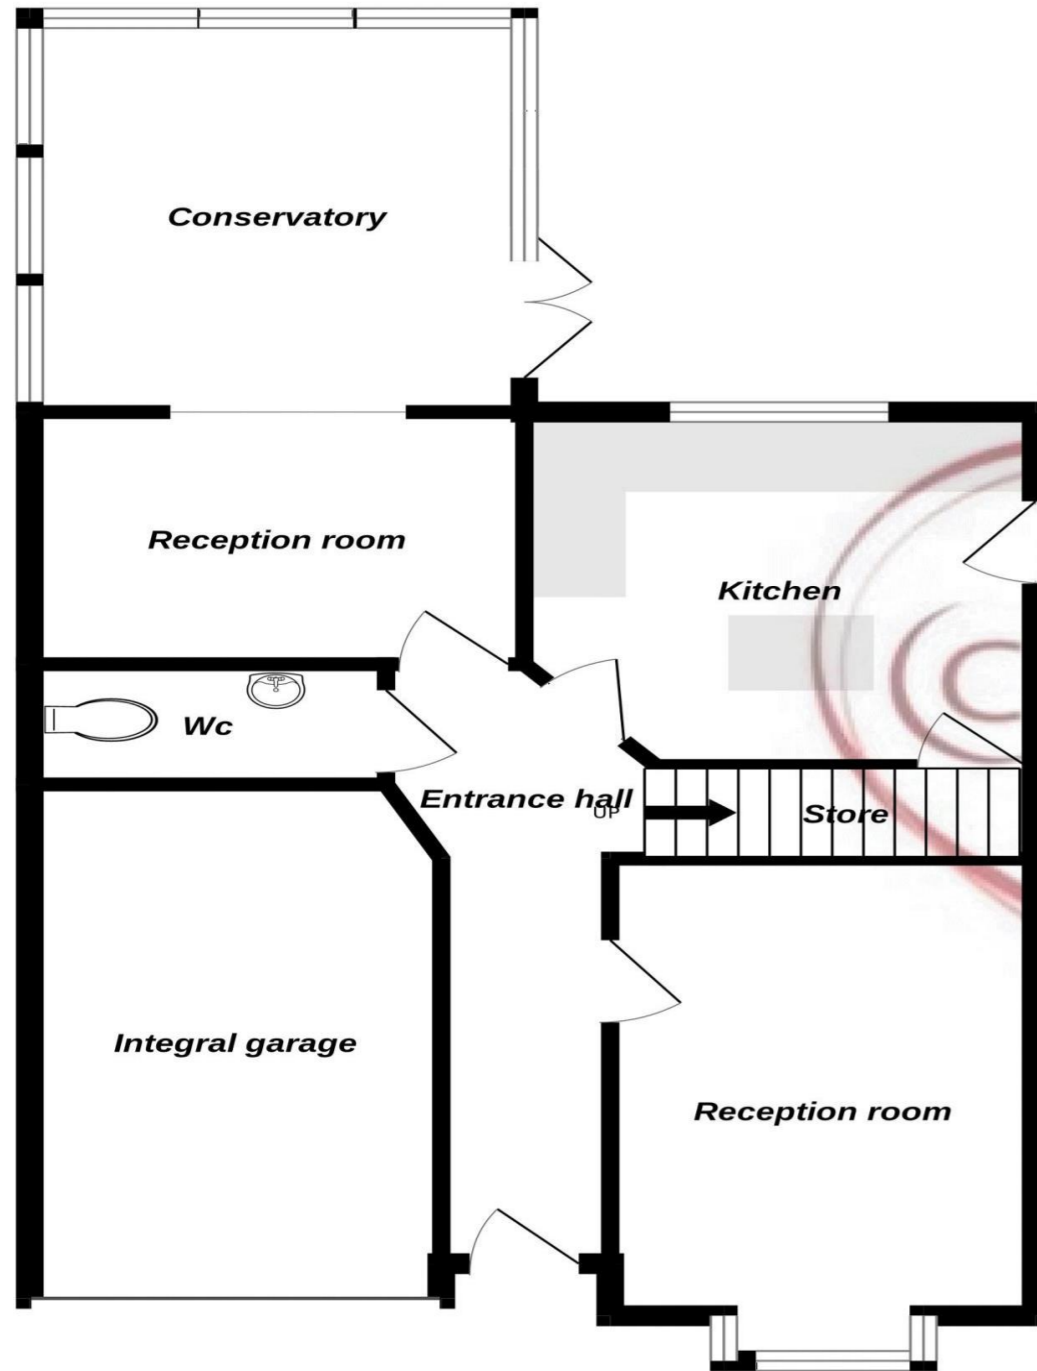 Conservatory
Reception room
Kitchen
Wc
Entrance hall
UP
Store
Integral garage
Reception room